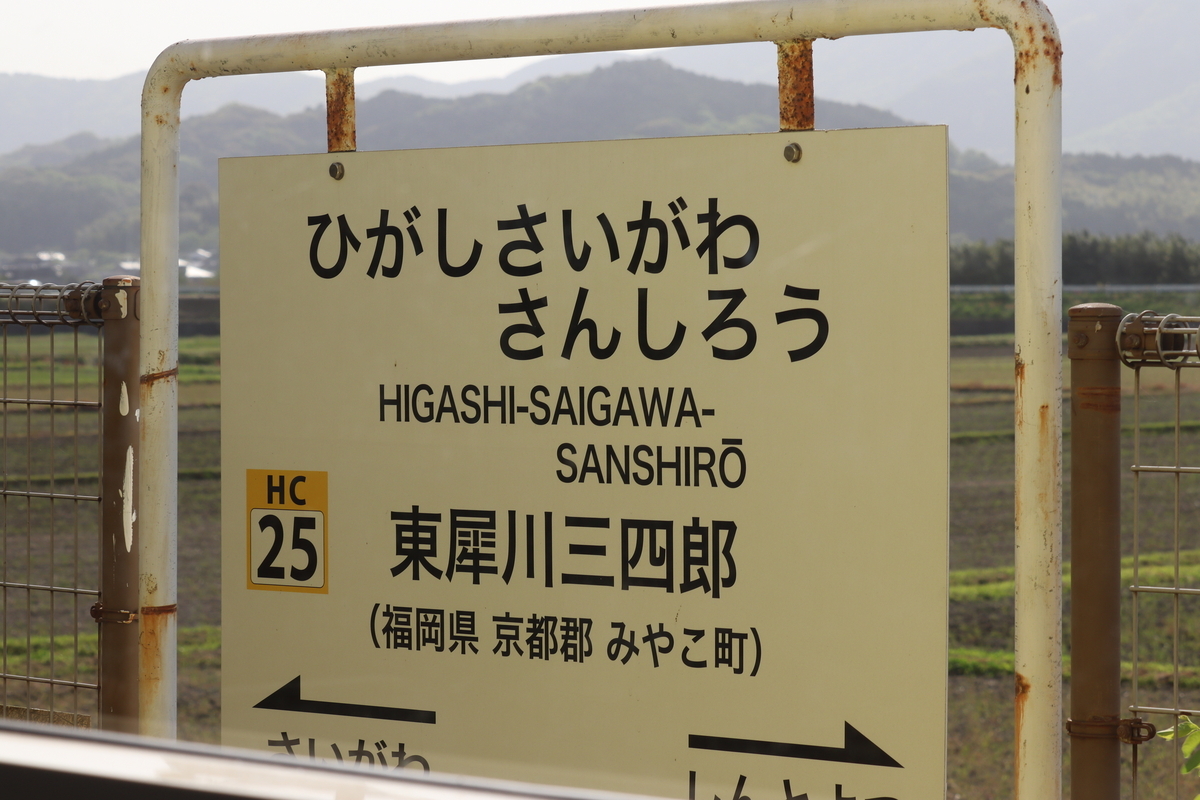 ひがしさいがわ
さんしろう
HIGASHI-SAIGAWA-
SANSHIRŌ
HC
25
東犀川三四郎
(福岡県 京都郡 みやこ町)
さいがわ